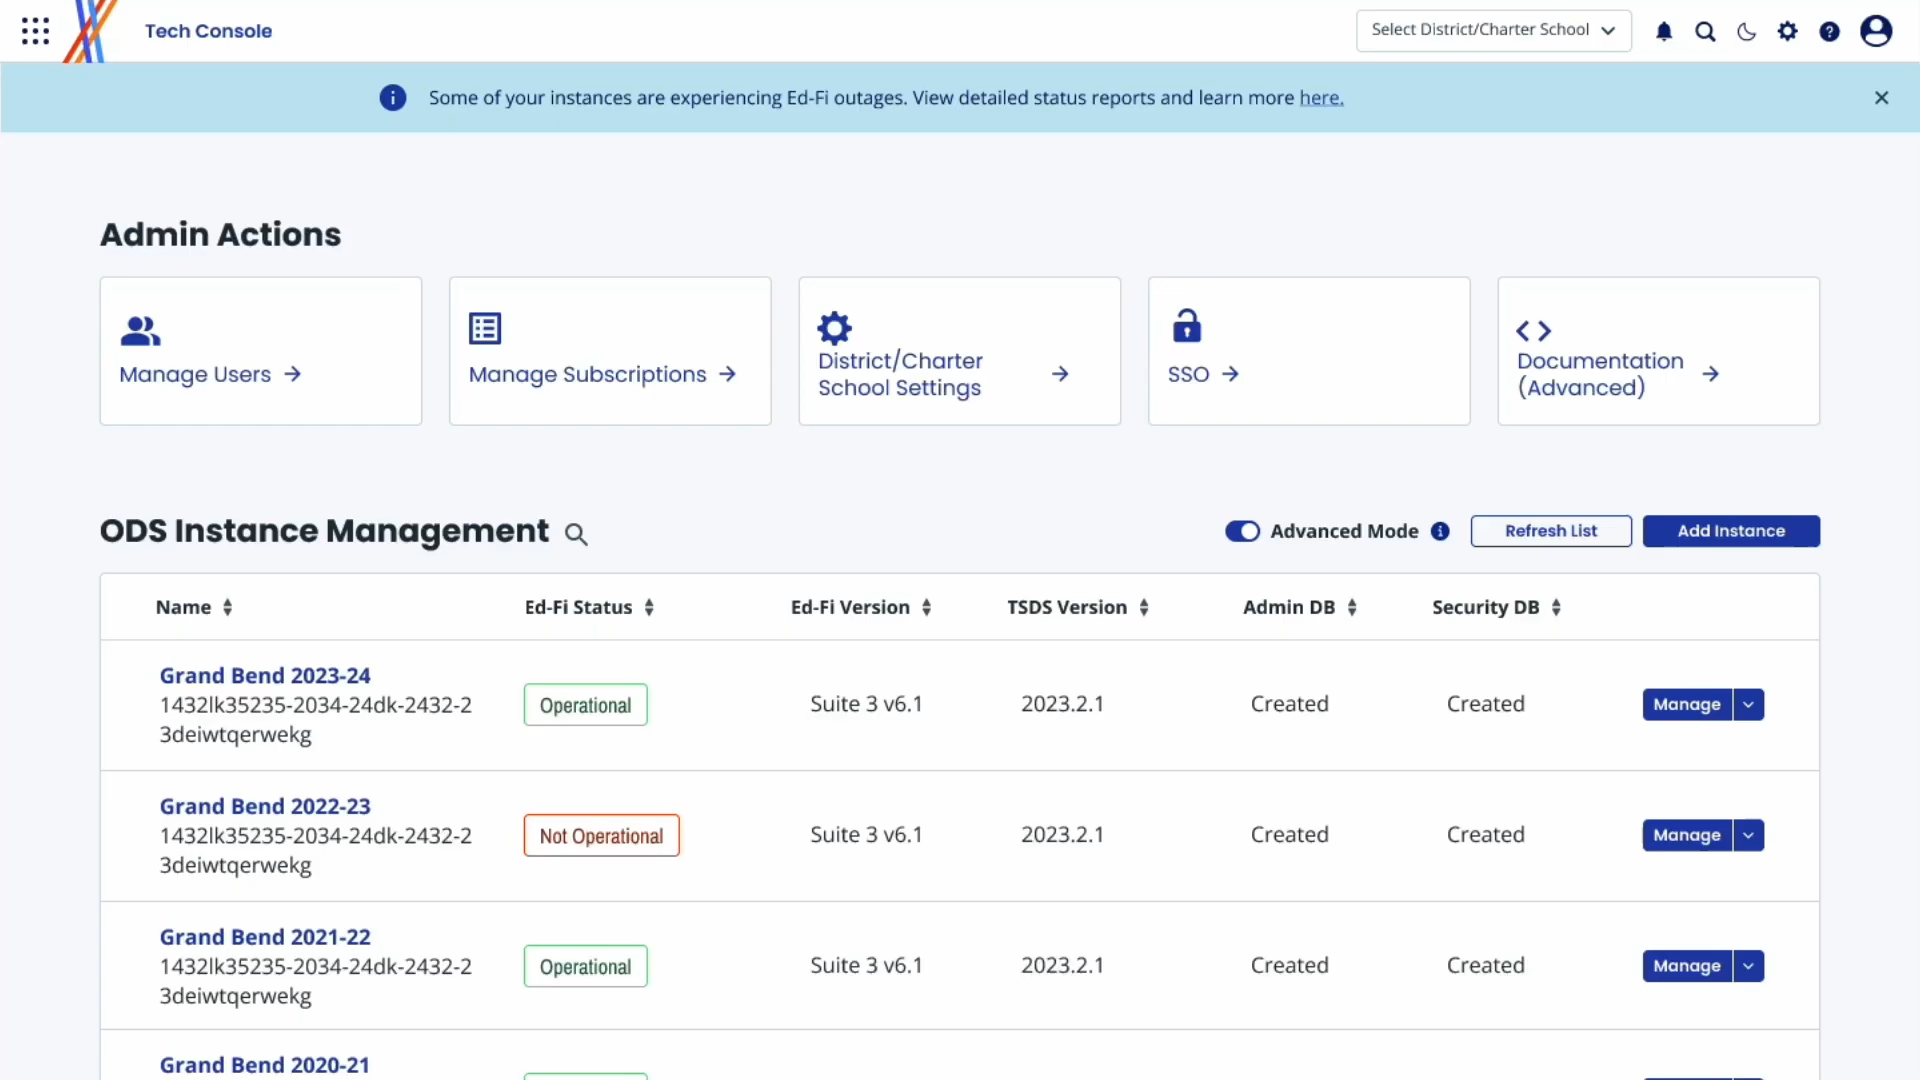 Tech Console
Select District/Charter School
Some of your instances are experiencing Ed-Fi outages. View detailed status reports and learn more here.
Admin Actions
Manage Users
Manage Subscriptions
District/Charter
School Settings
SSO
Documentation
(Advanced)
ODS Instance Management
Advanced Mode
Refresh List
Add Instance
Name
Ed-Fi Status
Ed-Fi Version
TSDS Version
Admin DB
Security DB
Grand Bend 2023-24
1432lk35235-2034-24dk-2432-2
3deiwtqerwekg
Operational
Suite 3 v6.1
2023.2.1
Created
Created
Manage
Grand Bend 2022-23
1432lk35235-2034-24dk-2432-2
3deiwtqerwekg
Not Operational
Suite 3 v6.1
2023.2.1
Created
Created
Manage
Grand Bend 2021-22
1432lk35235-2034-24dk-2432-2
3deiwtqerwekg
Operational
Suite 3 v6.1
2023.2.1
Created
Created
Manage
Grand Bend 2020-21